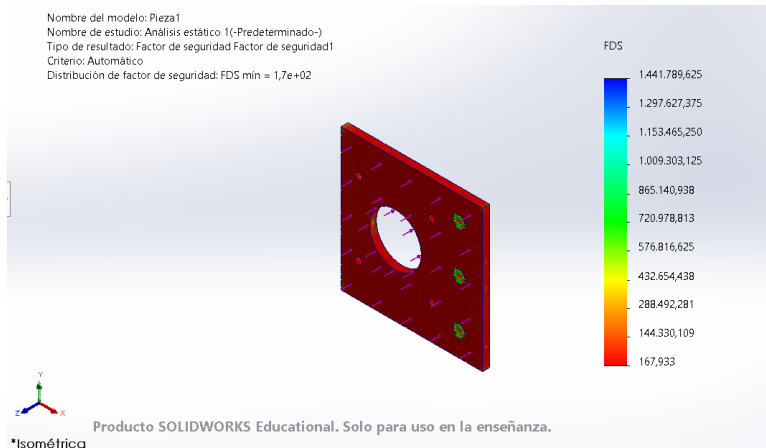 Nombre del modelo: Pieza1
Nombre de estudio: Análisis estático 1(-Predeterminado-)
Tipo de resultado: Factor de seguridad Factor de seguridad1
Criterio: Automático
Distribución de factor de seguridad: FDS mín = 1,7e+02
FDS
1.441.789,625
1.297.627,375
1.153.465,250
1.009.303,125
865.140,938
720.978,813
576.816,625
432.654,438
288.492,281
144.330,109
167,933
Y
Z
X
Producto SOLIDWORKS Educational. Solo para uso en la enseñanza.
*Isométrica